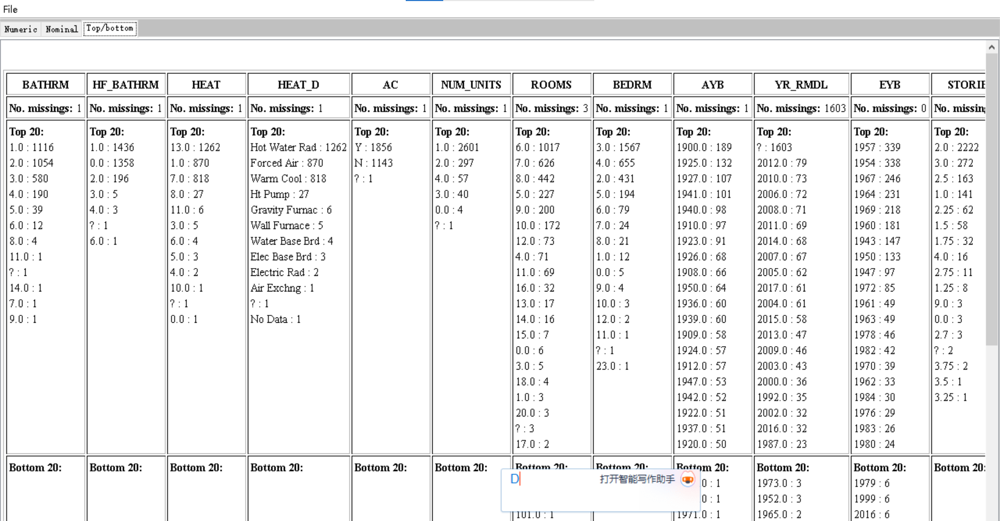 File
Numeric Nominal Top/bottom
BATHRM HF_BATHRM HEAT HEAT_D AC NUM_UNITS ROOMS BEDRM AYB YR_RMDL EYB STORIE
No. missings: 1 No. missings: 1 No. missings: 1 No. missings: 1 No. missings: 1 No. missings: 1 No. missings: 3 No. missings: 1 No. missings: 1 No. missings: 1603 No. missings: 0 No. missing
Top 20: Top 20: Top 20: Top 20: Top 20: Top 20: Top 20: Top 20: Top 20: Top 20: Top 20: Top 20:
1.0 : 1116 1.0 : 1436 13.0 : 1262 Hot Water Rad : 1262 Y : 1856 1.0 : 2601 6.0 : 1017 3.0 : 1567 1900.0 : 189 ? : 1603 1957 : 339 2.0 : 2222
2.0 : 1054 0.0 : 1358 1.0 : 870 Forced Air : 870 N : 1143 2.0 : 297 7.0 : 626 4.0 : 655 1925.0 : 132 2012.0 : 79 1954 : 338 3.0 : 272
3.0 : 580 2.0 : 196 7.0 : 818 Warm Cool : 818 ? : 1 4.0 : 57 8.0 : 442 2.0 : 431 1927.0 : 107 2010.0 : 73 1967 : 246 2.5 : 163
4.0 : 190 3.0 : 5 8.0 : 27 Ht Pump : 27 3.0 : 40 5.0 : 227 5.0 : 194 1941.0 : 101 2006.0 : 72 1964 : 231 1.0 : 141
5.0 : 39 4.0 : 3 11.0 : 6 Gravity Furnac : 6 0.0 : 4 9.0 : 200 6.0 : 79 1940.0 : 98 2008.0 : 71 1969 : 218 2.25 : 62
6.0 : 12 ? : 1 3.0 : 5 Wall Furnace : 5 ? : 1 10.0 : 172 7.0 : 24 1910.0 : 97 2011.0 : 69 1960 : 181 1.5 : 58
8.0 : 4 6.0 : 1 6.0 : 4 Water Base Brd : 4 12.0 : 73 8.0 : 21 1923.0 : 91 2014.0 : 68 1943 : 147 1.75 : 32
11.0 : 1 5.0 : 3 Elec Base Brd : 3 4.0 : 71 1.0 : 12 1926.0 : 68 2007.0 : 67 1950 : 133 4.0 : 16
? : 1 4.0 : 2 Electric Rad : 2 11.0 : 69 0.0 : 5 1908.0 : 66 2005.0 : 62 1947 : 97 2.75 : 11
14.0 : 1 10.0 : 1 Air Exchng : 1 16.0 : 32 9.0 : 4 1950.0 : 64 2017.0 : 61 1972 : 85 1.25 : 8
7.0 : 1 ? : 1 ? : 1 13.0 : 17 10.0 : 3 1936.0 : 60 2004.0 : 61 1961 : 49 9.0 : 3
9.0 : 1 0.0 : 1 No Data : 1 14.0 : 16 12.0 : 2 1939.0 : 60 2015.0 : 58 1963 : 49 0.0 : 3
15.0 : 7 11.0 : 1 1909.0 : 58 2013.0 : 47 1978 : 46 2.7 : 3
0.0 : 6 ? : 1 1924.0 : 57 2009.0 : 46 1982 : 42 ? : 2
3.0 : 5 23.0 : 1 1912.0 : 57 2003.0 : 43 1970 : 39 3.75 : 2
18.0 : 4 1947.0 : 53 2000.0 : 36 1962 : 33 3.5 : 1
1.0 : 3 1942.0 : 52 1992.0 : 35 1984 : 30 3.25 : 1
20.0 : 3 1922.0 : 51 2002.0 : 32 1976 : 29
? : 3 1937.0 : 51 2016.0 : 32 1983 : 26
17.0 : 2 1920.0 : 50 1987.0 : 23 1980 : 24
Bottom 20: Bottom 20: Bottom 20: Bottom 20: Bottom 20: Bottom 20: Bottom 20: Bottom 20: Bottom 20: Bottom 20: Bottom 20: Bottom 20:
D 打开智能写作助手 0 : 1 1973.0 : 3 1979 : 6
0 : 1 1952.0 : 3 1999 : 6
101.0 : 1 1971.0 : 1 1965.0 : 2 2016 : 6